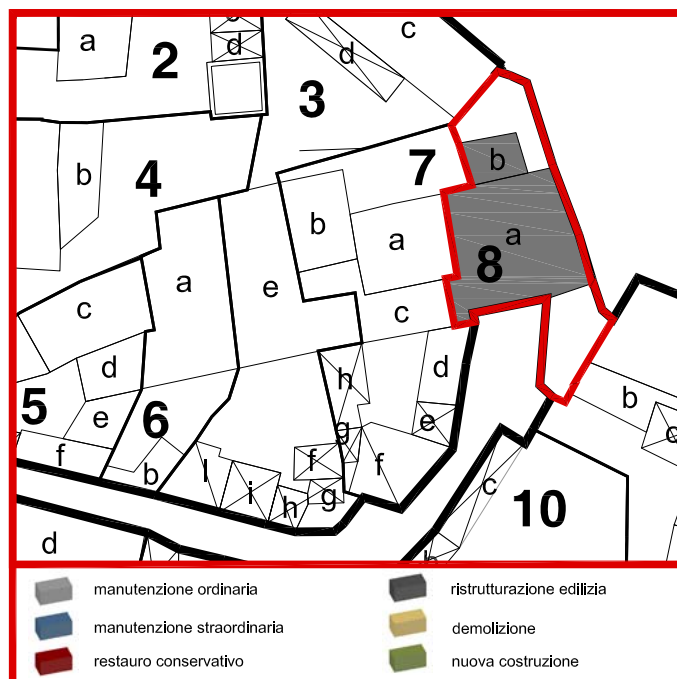 a
2
d
3
d
c
b
4
7
b
b
a
a
8
a
e
c
c
d
h
d
b
5
e
6
g
e
c
f
b
l
i
f
f
h
g
c
10
d
b
manutenzione ordinaria
ristrutturazione edilizia
manutenzione straordinaria
demolizione
restauro conservativo
nuova costruzione